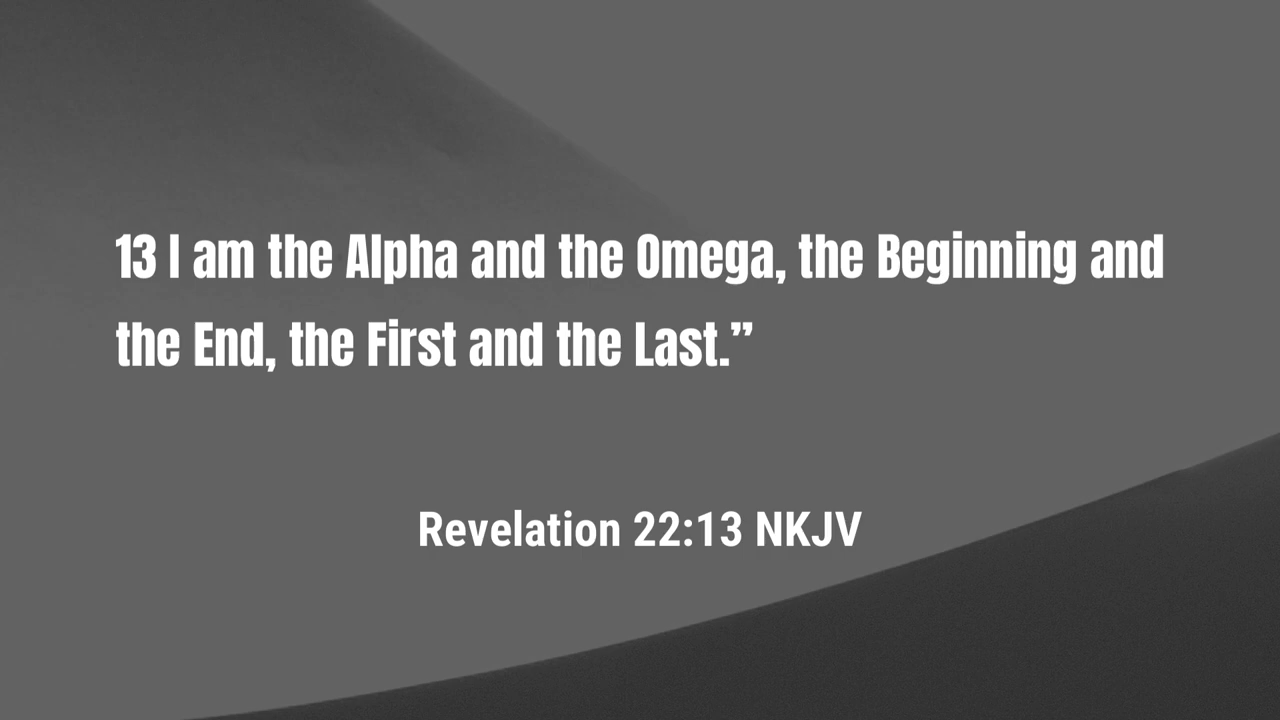 13 I am the Alpha and the Omega, the Beginning and
the End, the First and the Last.”
Revelation 22:13 NKJV